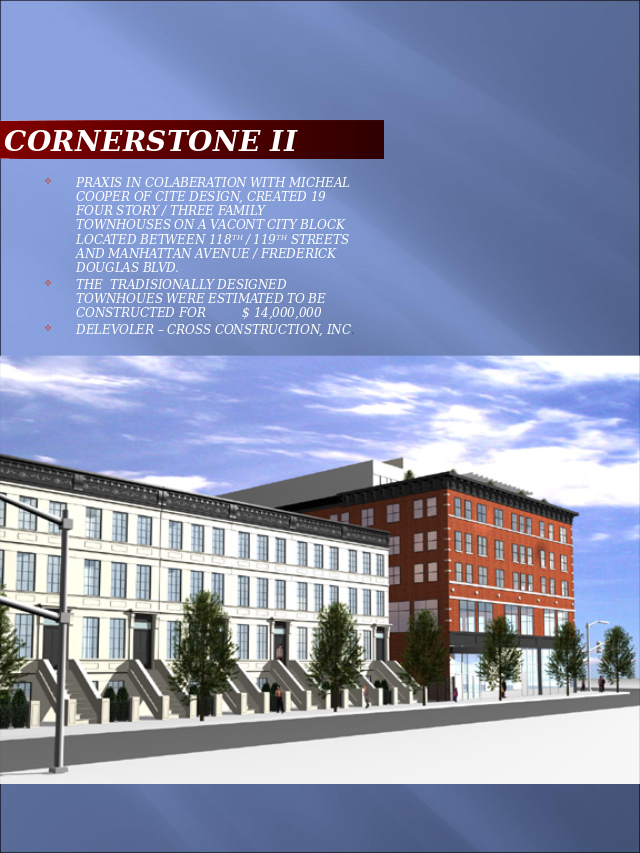 CORNERSTONE II
PRAXIS IN COLABERATION WITH MICHEAL
COOPER OF CITE DESIGN, CREATED 19
FOUR STORY / THREE FAMILY
TOWNHOUSES ON A VACONT CITY BLOCK
LOCATED BETWEEN 118TH / 119TH STREETS
AND MANHATTAN AVENUE / FREDERICK
DOUGLAS BLVD.
THE TRADISIONALLY DESIGNED
TOWNHOUES WERE ESTIMATED TO BE
CONSTRUCTED FOR $ 14,000,000
DELEVOLER – CROSS CONSTRUCTION, INC.